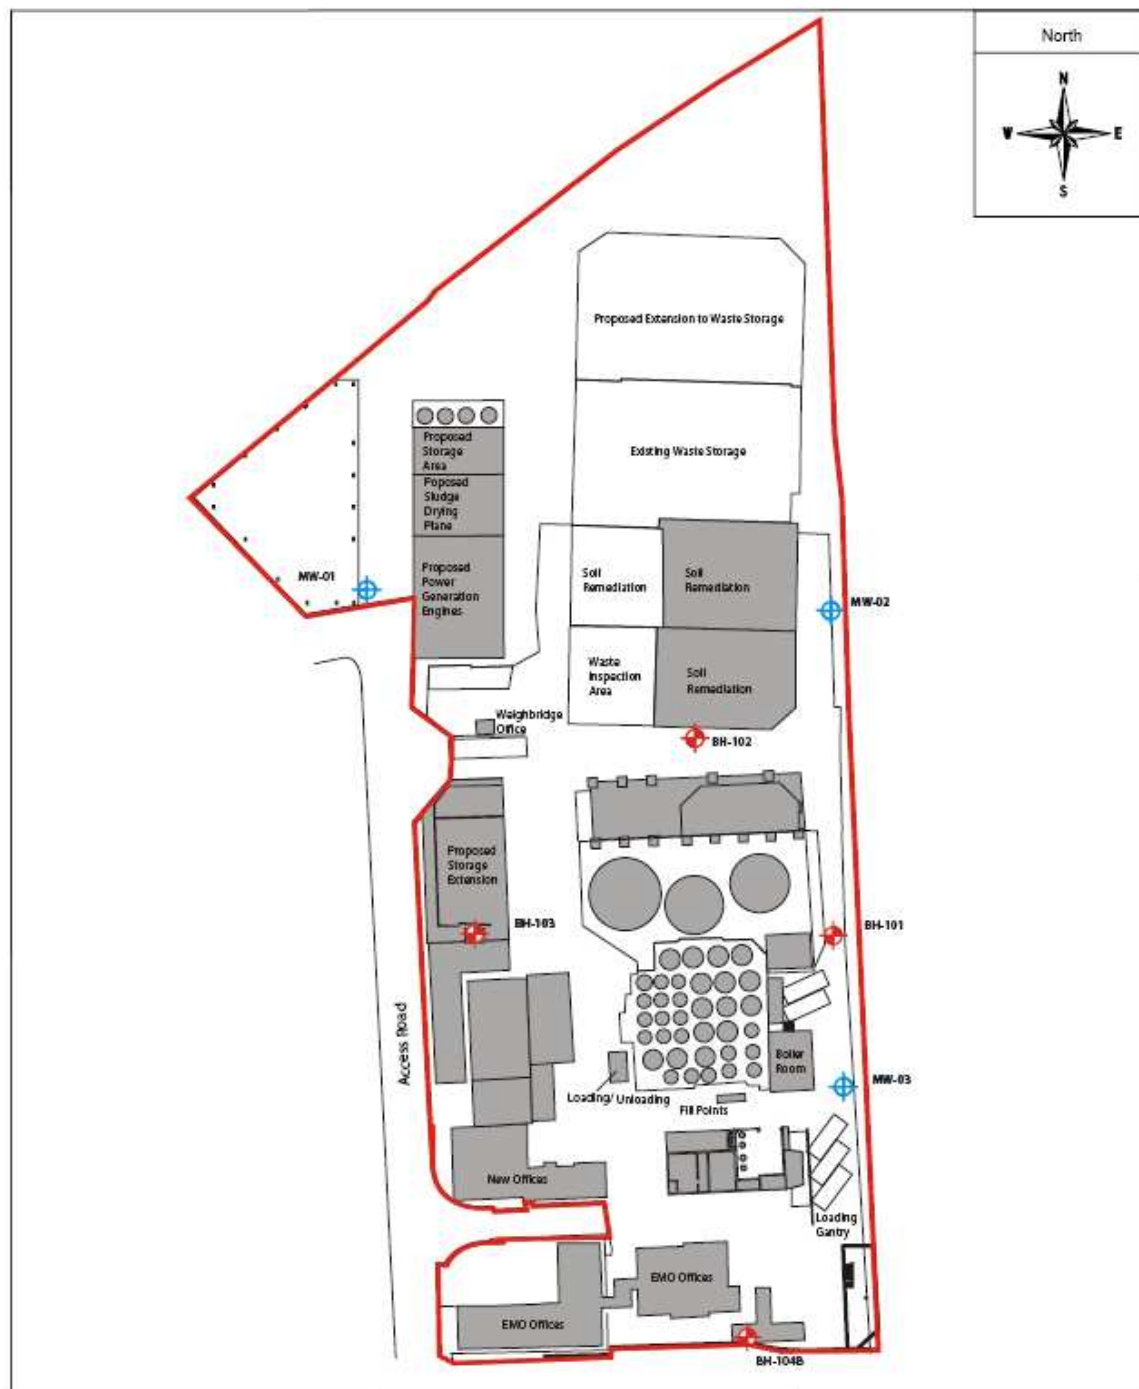 North
N
W
E
S
Proposed Extension to Waste Storage
Existing Waste Storage
Proposed
Storage
Area
Poposed
Sludge
Drying
Plane
Proposed
Power
Generation
Engines
MW-01
Soil
Remediation
Soil
Remediation
MW-02
Waste
Inspection
Area
Soil
Remediation
Weighbridge
Office
BH-102
Proposed
Storage
Extension
BH-103
BH-101
Access Road
Boiler
Room
MW-03
Loading/ Unloading
Fill Points
New Offices
Loading
Gantry
EMO Offices
EMO Offices
BH-104B